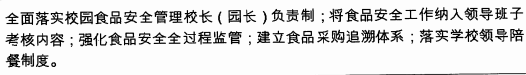 全面落实校园食品安全管理校长（园长）负责制；将食品安全工作纳入领导班子
考核内容；强化食品安全全过程监管；建立食品采购追溯体系；落实学校领导陪
餐制度。